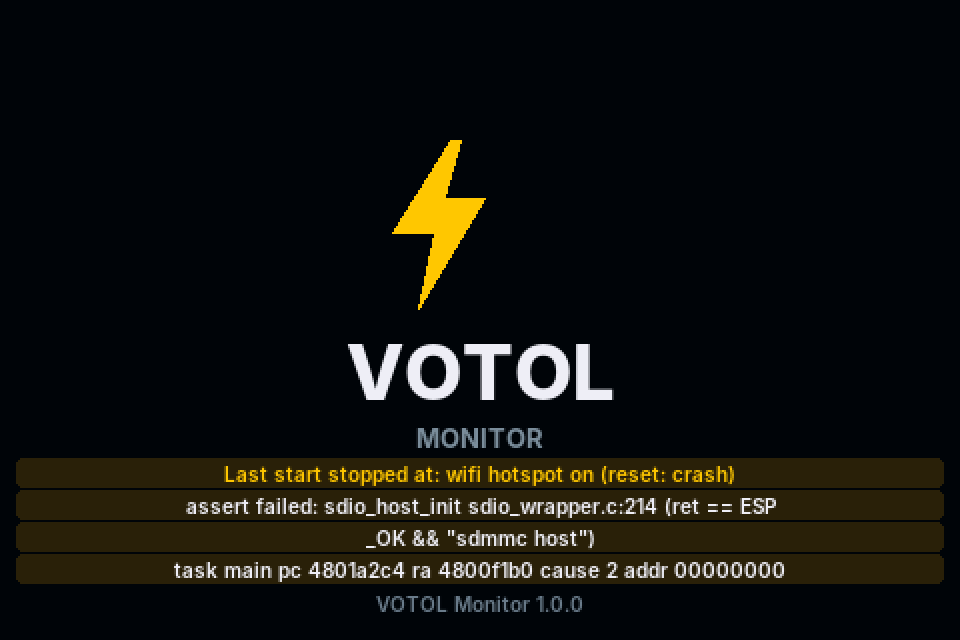 VOTOL
MONITOR
Last start stopped at: wifi hotspot on (reset: crash)
assert failed: sdio_host_init sdio_wrapper.c:214 (ret == ESP
_OK && "sdmmc host")
task main pc 4801a2c4 ra 4800f1b0 cause 2 addr 00000000
VOTOL Monitor 1.0.0